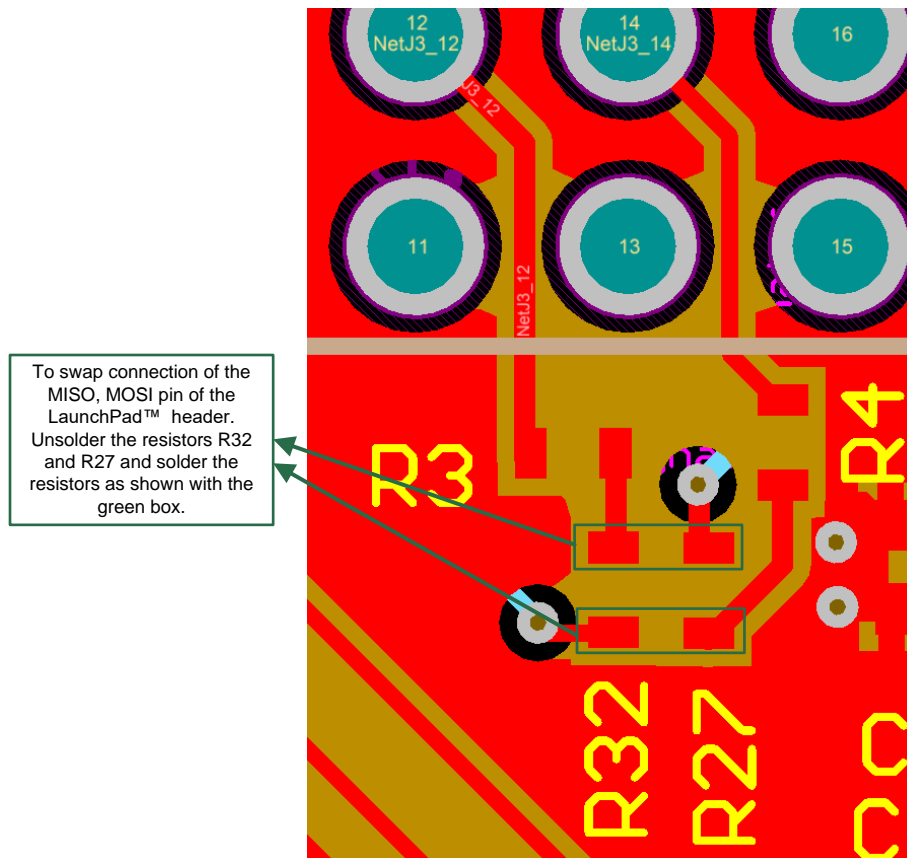 12
NetJ3_12
14
NetJ3_14
16
J3_12
11
13
15
NetJ3_12
To swap connection of the
MISO, MOSI pin of the
LaunchPad™ header.
Unsolder the resistors R32
and R27 and solder the
resistors as shown with the
green box.
R3
R4
R32
R27
C
C